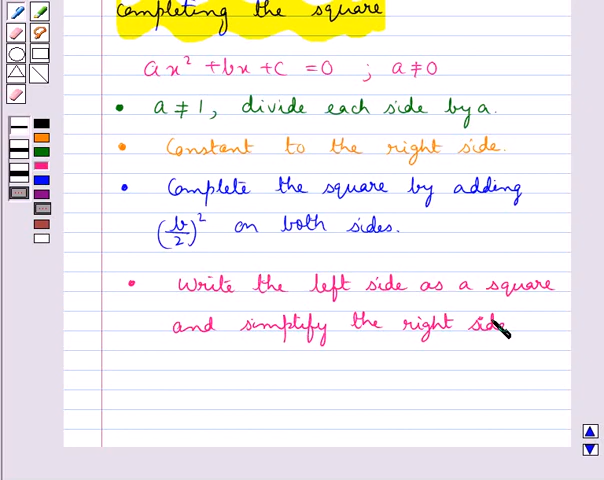 completing the square
ax² + bx + c = 0 ; a ≠ 0
• a ≠ 1, divide each side by a.
• Constant to the right side.
• Complete the square by adding
(b/2)² on both sides.
• Write the left side as a square
and simplify the right side